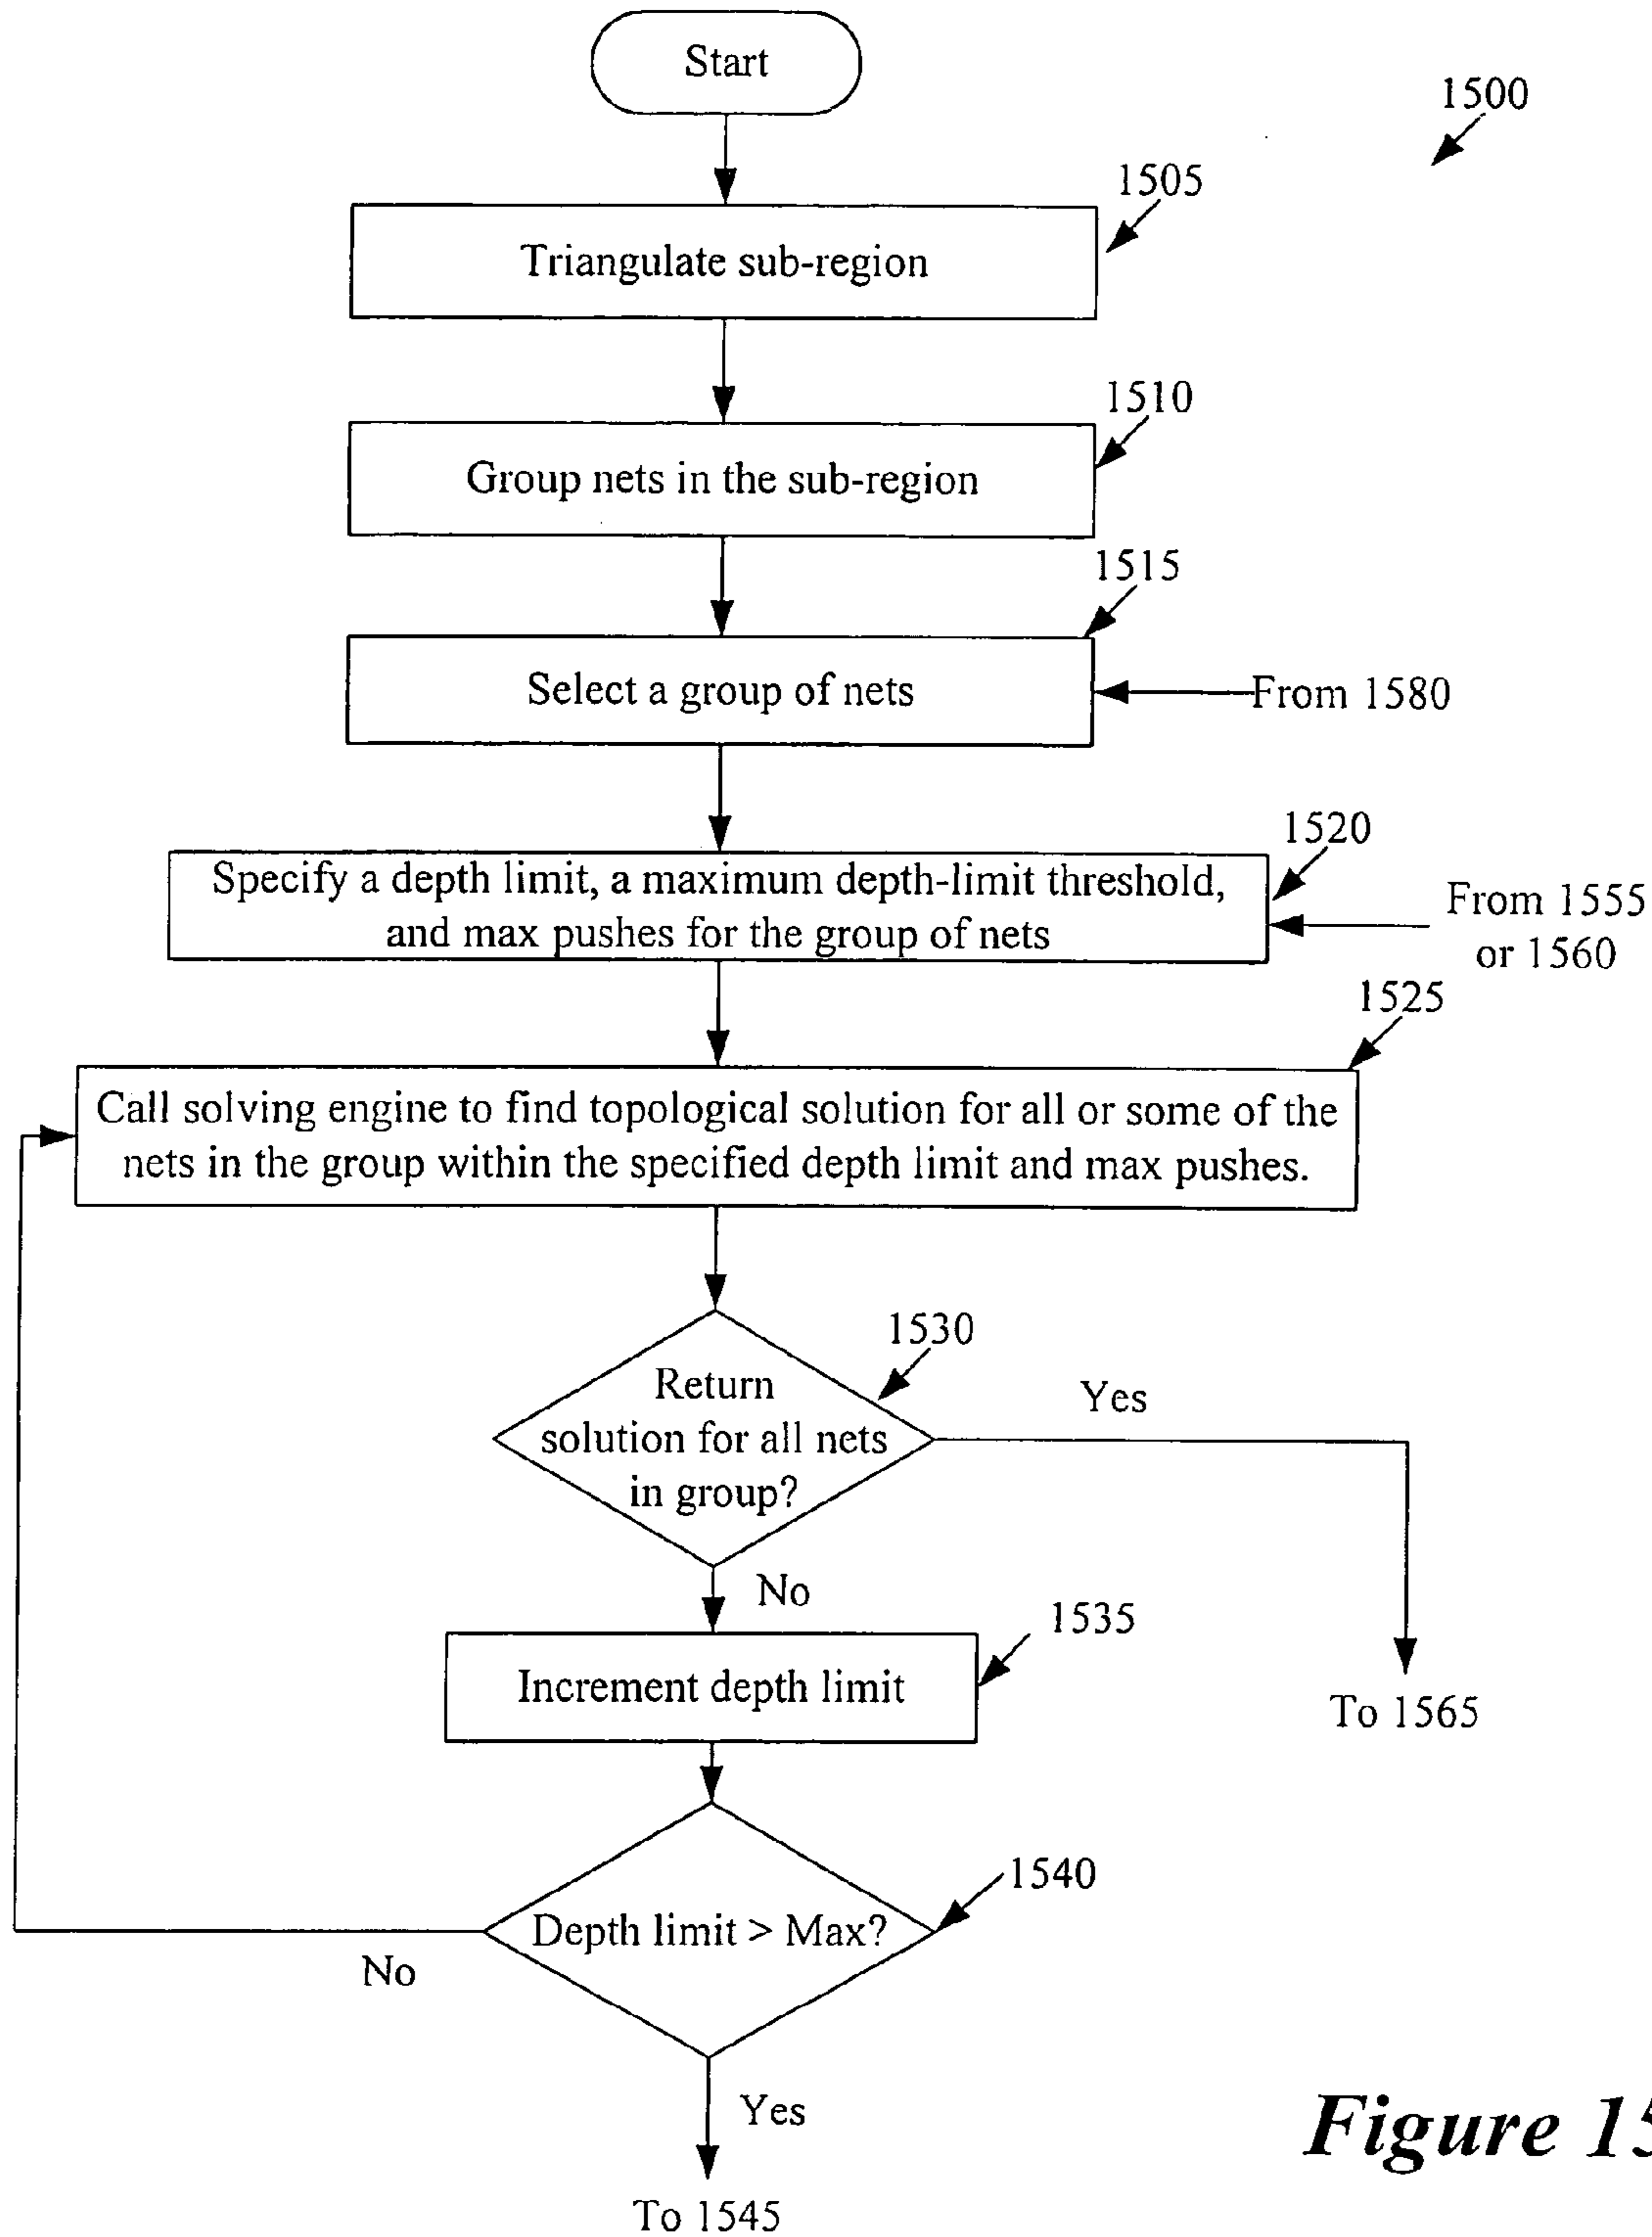 Start
1500
1505
Triangulate sub-region
1510
Group nets in the sub-region
1515
Select a group of nets
From 1580
1520
Specify a depth limit, a maximum depth-limit threshold,
and max pushes for the group of nets
From 1555
or 1560
1525
Call solving engine to find topological solution for all or some of the
nets in the group within the specified depth limit and max pushes.
1530
Return
solution for all nets
in group?
Yes
No
1535
Increment depth limit
To 1565
1540
Depth limit > Max?
No
Yes
To 1545
Figure 15